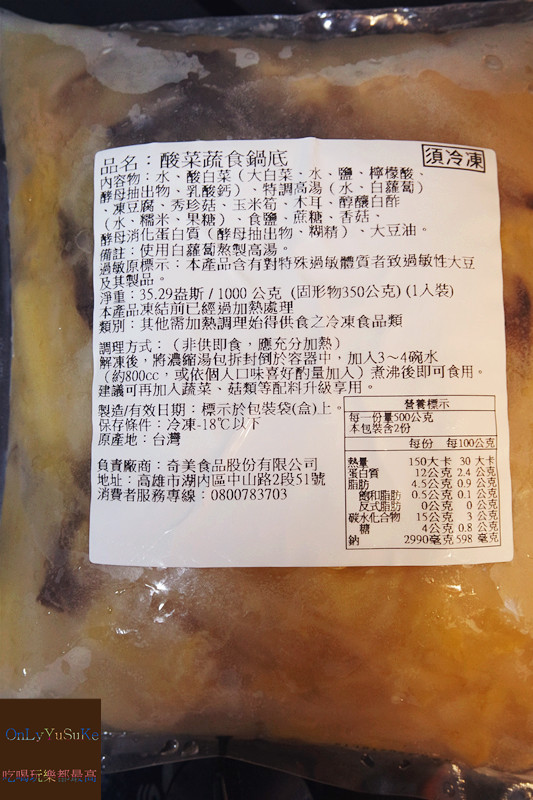 品名：酸菜蔬食鍋底
須冷凍
內容物：水、酸白菜（大白菜、水、鹽、檸檬酸、
酵母抽出物、乳酸鈣）、特調高湯（水、白蘿蔔）
、凍豆腐、秀珍菇、玉米筍、木耳、醇釀白酢
（水、糯米、果糖）、食鹽、蔗糖、香菇、
酵母消化蛋白質（酵母抽出物、糊精）、大豆油。
備註：使用白蘿蔔熬製高湯。
過敏原標示：本產品含有對特殊過敏體質者致過敏性大豆
及其製品。
淨重：35.29盎斯 / 1000 公克 (固形物350公克) (1入裝)
本產品凍結前已經過加熱處理
類別：其他需加熱調理始得供食之冷凍食品類
調理方式：（非供即食，應充分加熱）
解凍後，將濃縮湯包拆封倒於容器中，加入3～4碗水
（約800cc，或依個人口味喜好酌量加入）煮沸後即可食用。
建議可再加入蔬菜、菇類等配料升級享用。
製造/有效日期：標示於包裝袋(盒)上。
保存條件：冷凍-18℃以下
原產地：台灣
負責廠商：奇美食品股份有限公司
地址：高雄市湖內區中山路2段51號
消費者服務專線：0800783703
營養標示
每一份量500公克
本包裝含2份
每份 每100公克
熱量 150大卡 30 大卡
蛋白質 12公克 2.4 公克
脂肪 4.5公克 0.9 公克
飽和脂肪 0.5公克 0.1 公克
反式脂肪 0公克 0 公克
碳水化合物 15公克 3 公克
糖 4公克 0.8 公克
鈉 2990毫克 598 毫克
OnLyYuSuKe
吃喝玩樂都最高